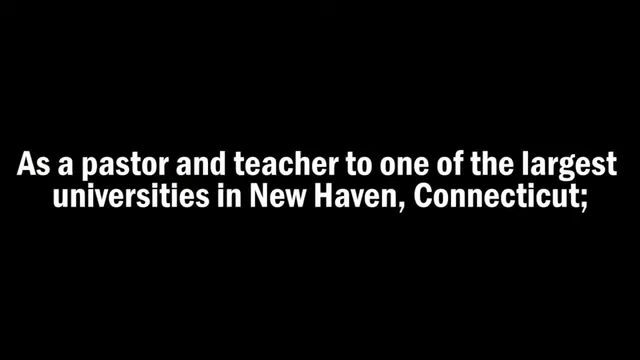 As a pastor and teacher to one of the largest
universities in New Haven, Connecticut;